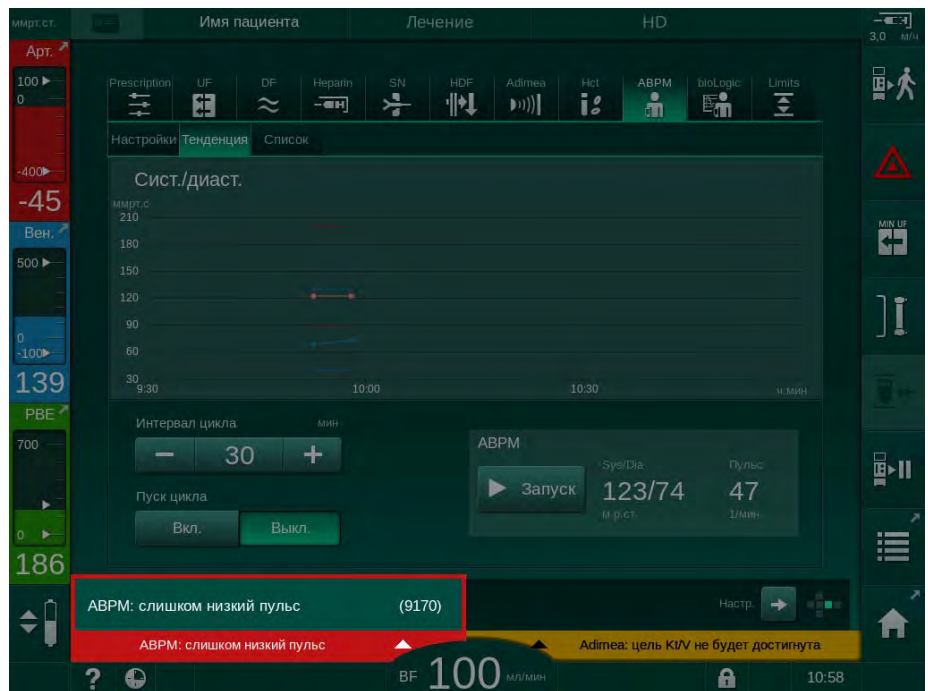 ммрт.ст. Имя пациента Лечение HD
3,0 м/ч
Арт.
100
0
-400
-45
Вен.
500
0
-100
139
PBE
700
0
186
Prescription UF DF Heparin SN HDF Adimea Hct ABPM bioLogic Limits
Настройки Тенденция Список
Сист./диаст.
ммрт.с
210
180
150
120
90
60
30
9:30 10:00 10:30 ч:мин
Интервал цикла мин
30
Пуск цикла
Вкл. Выкл.
ABPM
Запуск
Sys/Dia Пульс
123/74 47
м.р.ст. 1/мин
MIN UF
АВРМ: слишком низкий пульс (9170)
Настр.
АВРМ: слишком низкий пульс Adimea: цель Kt/V не будет достигнута
? BF 100 мл/мин 10:58